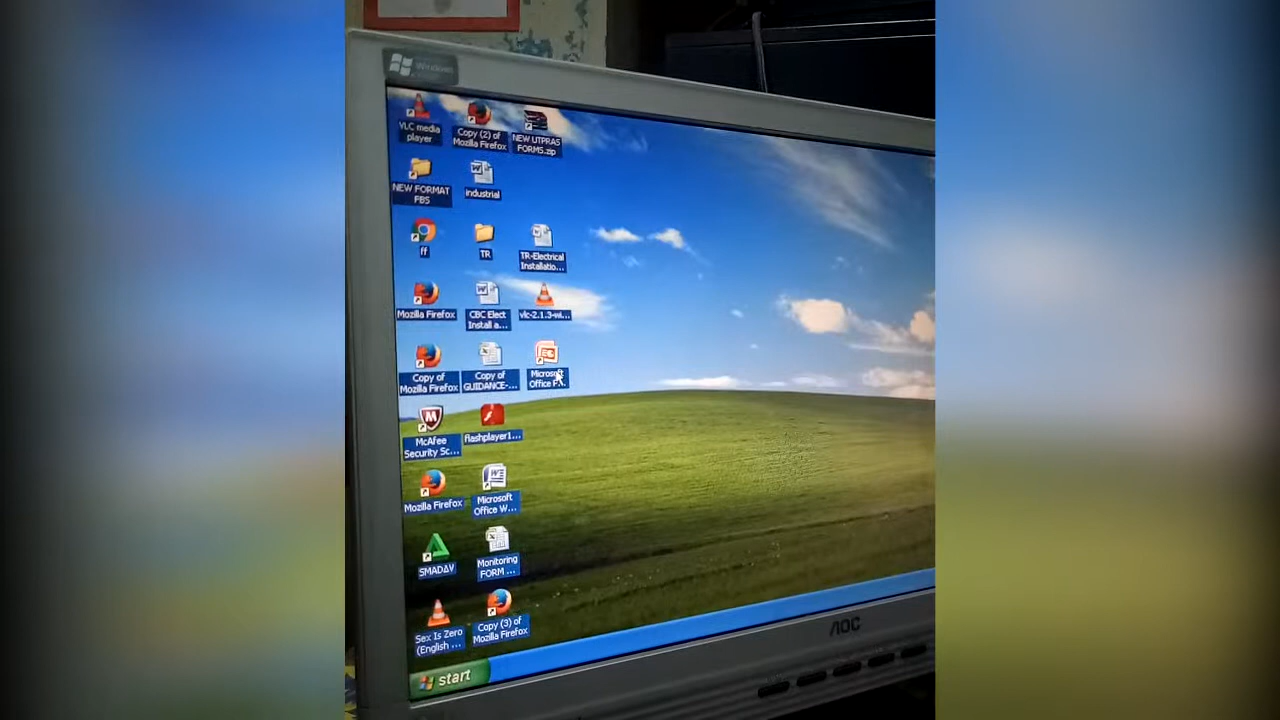 Windows
VLC media
player
Copy (2) of
Mozilla Firefox
NEW UTPRAS
FORMS.zip
NEW FORMAT
FBS
industrial
ff
TR
TR-Electrical
Installatio...
Mozilla Firefox
CBC Elect
Install a...
vlc-2.1.3-wi...
Copy of
Mozilla Firefox
Copy of
GUIDANCE-...
Microsoft
Office P...
McAfee
Security Sc...
flashplayer1...
Mozilla Firefox
Microsoft
Office W...
SMADAV
Monitoring
FORM ...
Sex Is Zero
(English ...
Copy (3) of
Mozilla Firefox
start
AOC